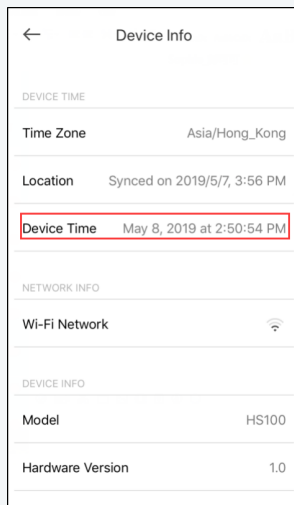 Device Info
DEVICE TIME
Time Zone Asia/Hong_Kong
Location Synced on 2019/5/7, 3:56 PM
Device Time May 8, 2019 at 2:50:54 PM
NETWORK INFO
Wi-Fi Network
DEVICE INFO
Model HS100
Hardware Version 1.0